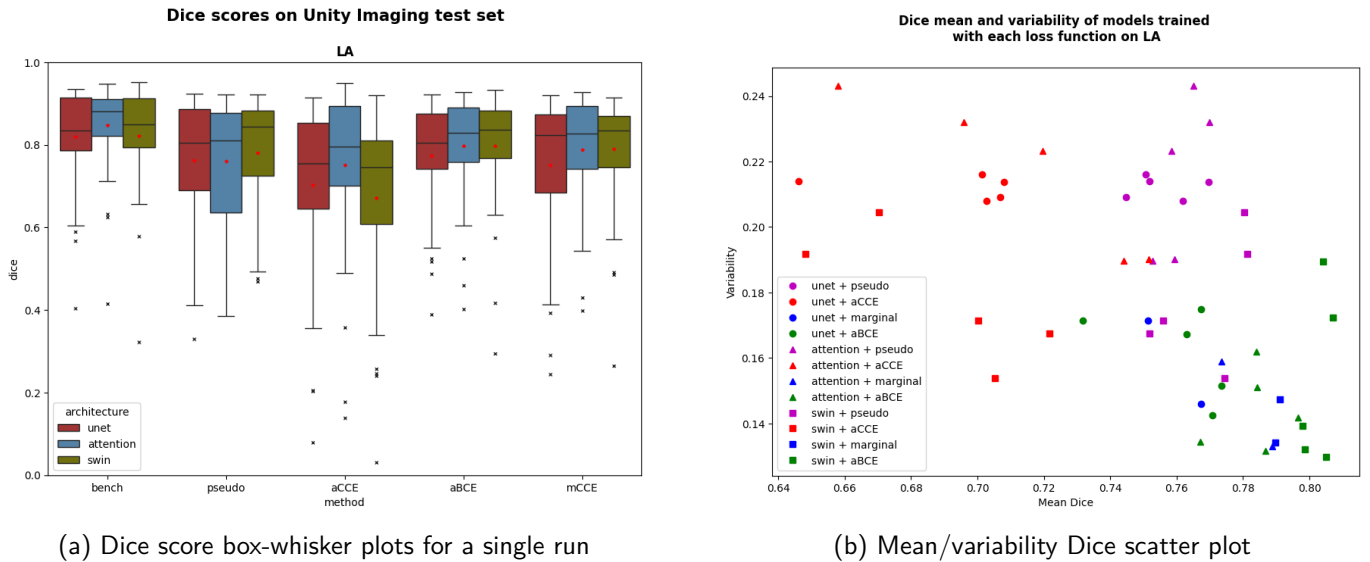 Dice scores on Unity Imaging test set
LA
1.0
0.8
0.6
0.4
0.2
0.0
dice
architecture
unet
attention
swin
bench
pseudo
aCCE
aBCE
mCCE
method
(a) Dice score box-whisker plots for a single run
Dice mean and variability of models trained
with each loss function on LA
0.24
0.22
0.20
0.18
0.16
0.14
Variability
unet + pseudo
unet + aCCE
unet + marginal
unet + aBCE
attention + pseudo
attention + aCCE
attention + marginal
attention + aBCE
swin + pseudo
swin + aCCE
swin + marginal
swin + aBCE
0.64
0.66
0.68
0.70
0.72
0.74
0.76
0.78
0.80
Mean Dice
(b) Mean/variability Dice scatter plot